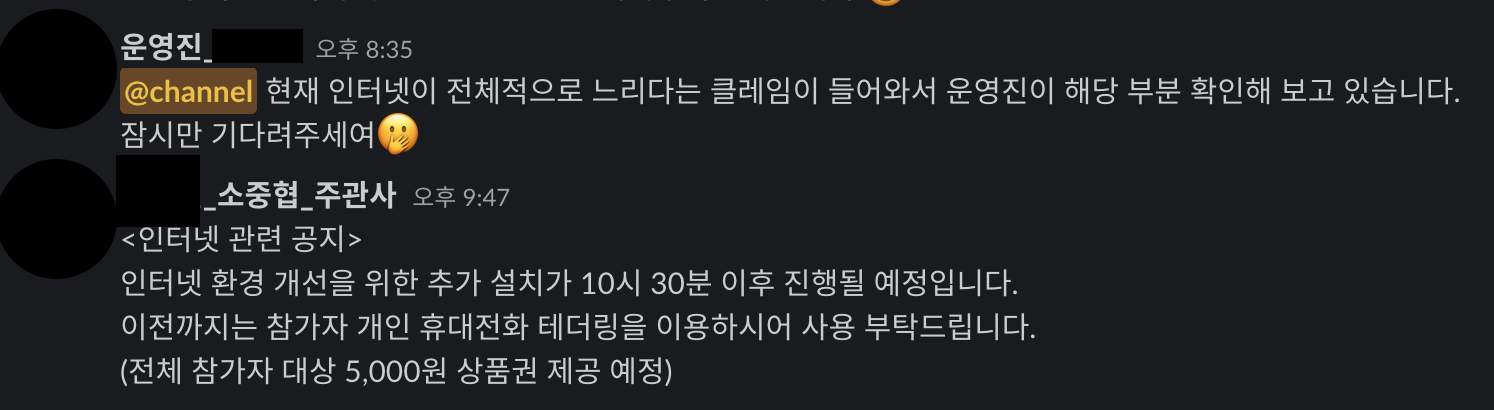 운영진_ 오후 8:35
@channel 현재 인터넷이 전체적으로 느리다는 클레임이 들어와서 운영진이 해당 부분 확인해 보고 있습니다.
잠시만 기다려주세여🫢
_소중협_주관사 오후 9:47
<인터넷 관련 공지>
인터넷 환경 개선을 위한 추가 설치가 10시 30분 이후 진행될 예정입니다.
이전까지는 참가자 개인 휴대전화 테더링을 이용하시어 사용 부탁드립니다.
(전체 참가자 대상 5,000원 상품권 제공 예정)